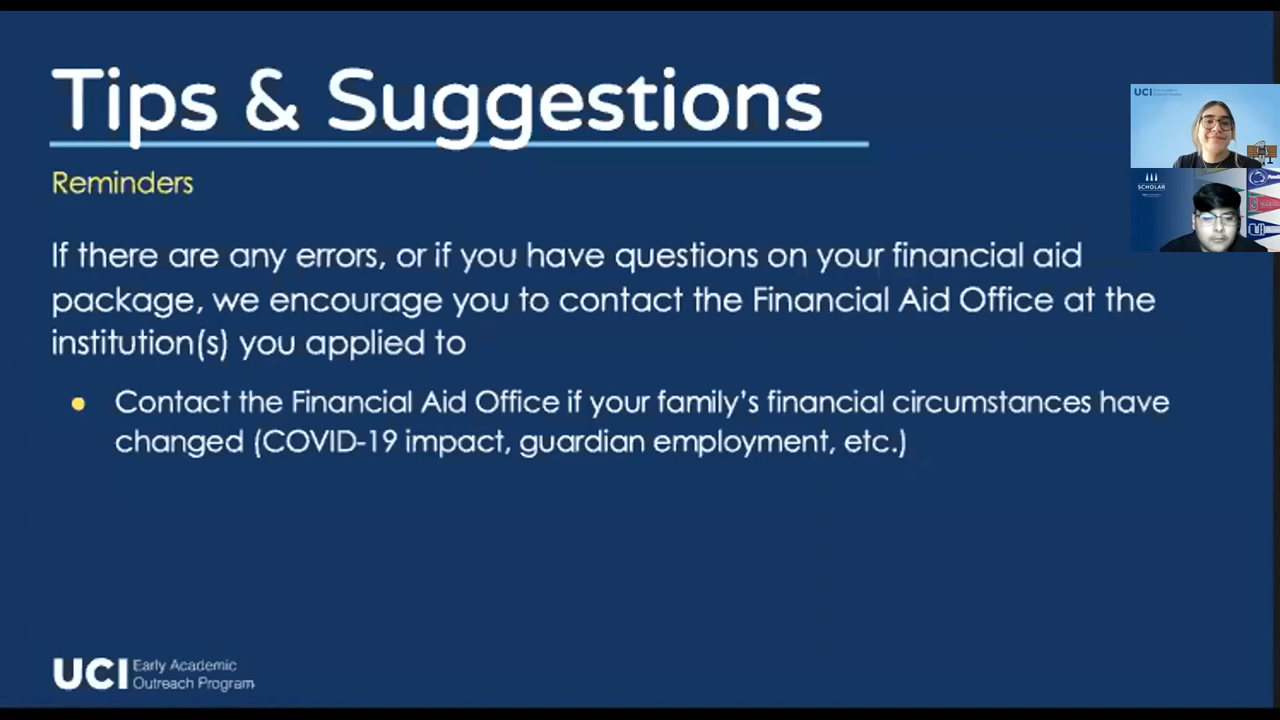 Tips & Suggestions
Reminders
If there are any errors, or if you have questions on your financial aid
package, we encourage you to contact the Financial Aid Office at the
institution(s) you applied to
● Contact the Financial Aid Office if your family's financial circumstances have
changed (COVID-19 impact, guardian employment, etc.)
UCI Early Academic
Outreach Program
UCI
SCHOLAR